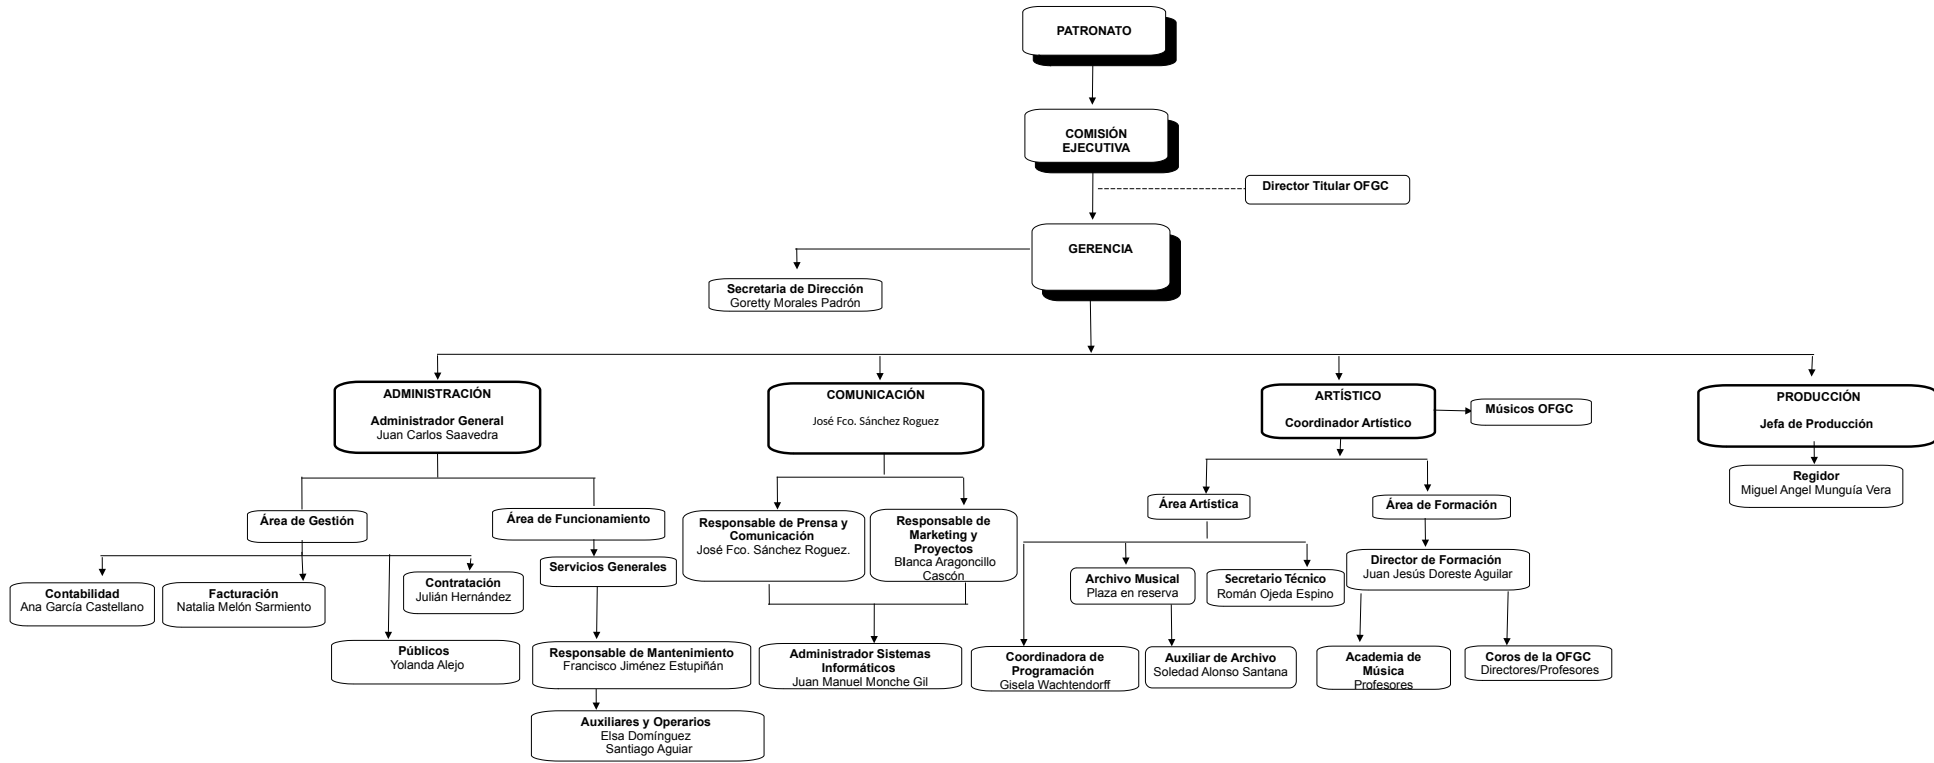 PATRONATO
COMISIÓN
EJECUTIVA
Director Titular OFGC
GERENCIA
Secretaria de Dirección
Goretty Morales Padrón
ADMINISTRACIÓN
Administrador General
Juan Carlos Saavedra
COMUNICACIÓN
José Fco. Sánchez Roguez
ARTÍSTICO
Coordinador Artístico
Músicos OFGC
PRODUCCIÓN
Jefa de Producción
Regidor
Miguel Angel Munguía Vera
Área de Gestión
Área de Funcionamiento
Responsable de Prensa y
Comunicación
José Fco. Sánchez Roguez.
Responsable de
Marketing y
Proyectos
Blanca Aragoncillo
Cascón
Área Artística
Área de Formación
Contabilidad
Ana García Castellano
Facturación
Natalia Melón Sarmiento
Contratación
Julián Hernández
Servicios Generales
Archivo Musical
Plaza en reserva
Secretario Técnico
Román Ojeda Espino
Director de Formación
Juan Jesús Doreste Aguilar
Públicos
Yolanda Alejo
Responsable de Mantenimiento
Francisco Jiménez Estupiñán
Administrador Sistemas
Informáticos
Juan Manuel Monche Gil
Coordinadora de
Programación
Gisela Wachtendorff
Auxiliar de Archivo
Soledad Alonso Santana
Academia de
Música
Profesores
Coros de la OFGC
Directores/Profesores
Auxiliares y Operarios
Elsa Domínguez
Santiago Aguiar